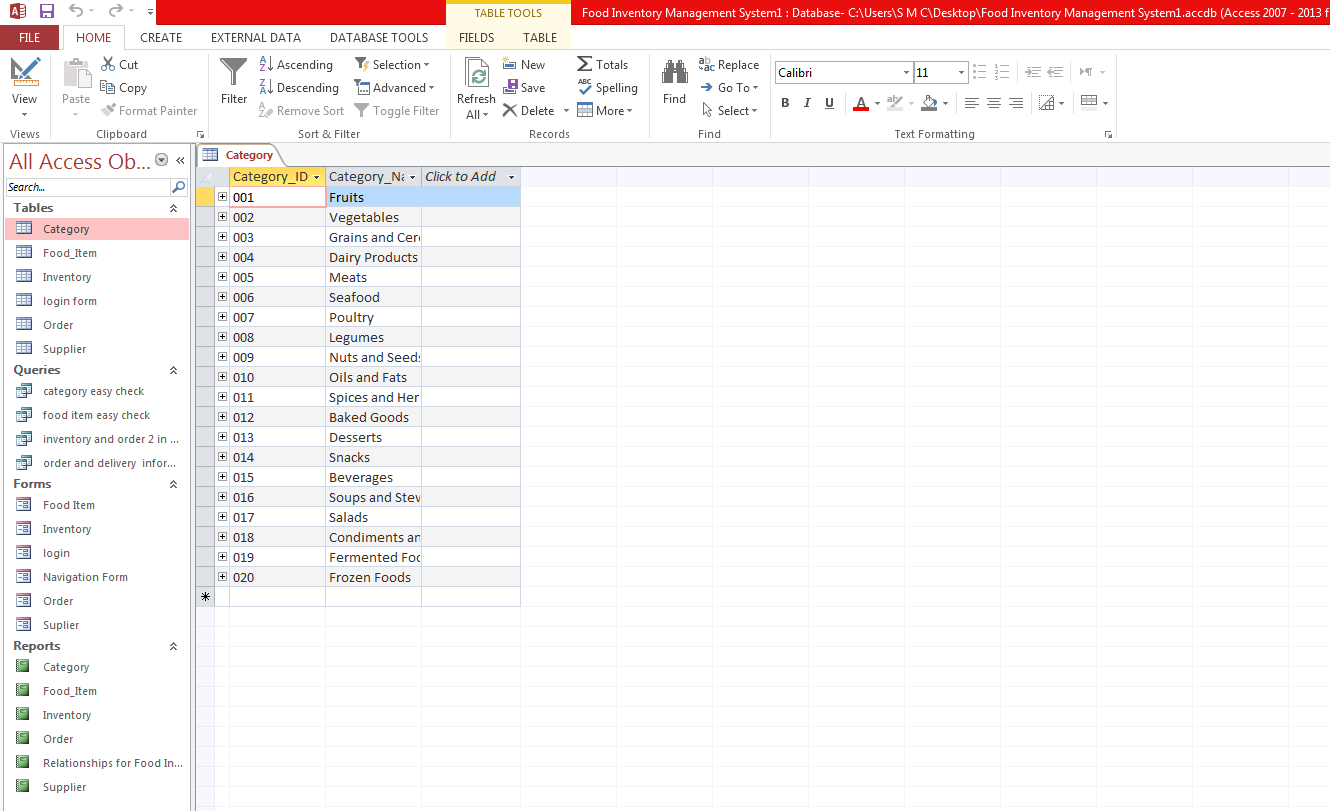 TABLE TOOLS
Food Inventory Management System1 : Database- C:\Users\S M C\Desktop\Food Inventory Management System1.accdb (Access 2007 - 2013 f
FILE HOME CREATE EXTERNAL DATA DATABASE TOOLS FIELDS TABLE
View
Views
Paste
Cut
Copy
Format Painter
Clipboard
Filter
Ascending
Descending
Remove Sort
Selection
Advanced
Toggle Filter
Sort & Filter
Refresh
All
New
Save
Delete
Totals
Spelling
More
Records
Find
Replace
Go To
Select
Find
Calibri 11
B I U A
Text Formatting
All Access Ob...
Search...
Tables
Category
Food_Item
Inventory
login form
Order
Supplier
Queries
category easy check
food item easy check
inventory and order 2 in ...
order and delivery infor...
Forms
Food Item
Inventory
login
Navigation Form
Order
Suplier
Reports
Category
Food_Item
Inventory
Order
Relationships for Food In...
Supplier
Category
Category_ID Category_Na Click to Add
001 Fruits
002 Vegetables
003 Grains and Cere
004 Dairy Products
005 Meats
006 Seafood
007 Poultry
008 Legumes
009 Nuts and Seeds
010 Oils and Fats
011 Spices and Her
012 Baked Goods
013 Desserts
014 Snacks
015 Beverages
016 Soups and Stew
017 Salads
018 Condiments an
019 Fermented Foo
020 Frozen Foods